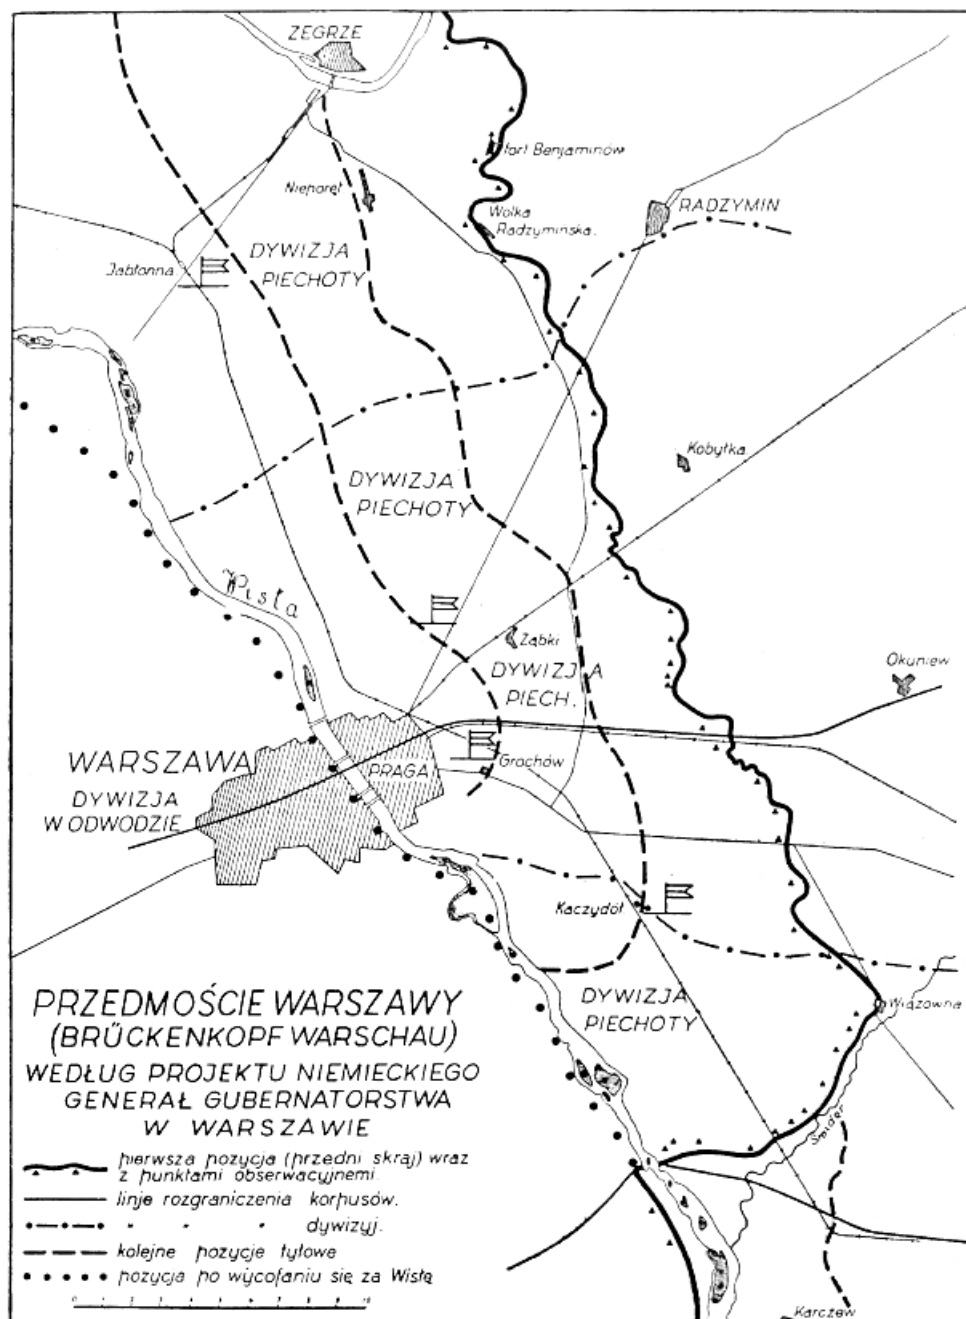 ZEGRZE
fort Benjaminów
Nieporęt
RADZYMIN
Wolka
Radzymińska.
DYWIZJA
PIECHOTY
Jabłonna
Kobyłka
DYWIZJA
PIECHOTY
Wisła
Ząbki
Okuniew
DYWIZJA
PIECH.
WARSZAWA
PRAGA
Grochów
DYWIZJA
W ODWODZIE
Kaczydół
DYWIZJA
PIECHOTY
Wiązowna
Świder
PRZEDMOŚCIE WARSZAWY
(BRÜCKENKOPF WARSCHAU)
WEDŁUG PROJEKTU NIEMIECKIEGO
GENERAŁ GUBERNATORSTWA
W WARSZAWIE
pierwsza pozycja (przedni skraj) wraz
z punktami obserwacyjnemi.
linje rozgraniczenia korpusów.
" " " dywizyj.
kolejne pozycje tyłowe
pozycja po wycofaniu się za Wisłę
Karczew